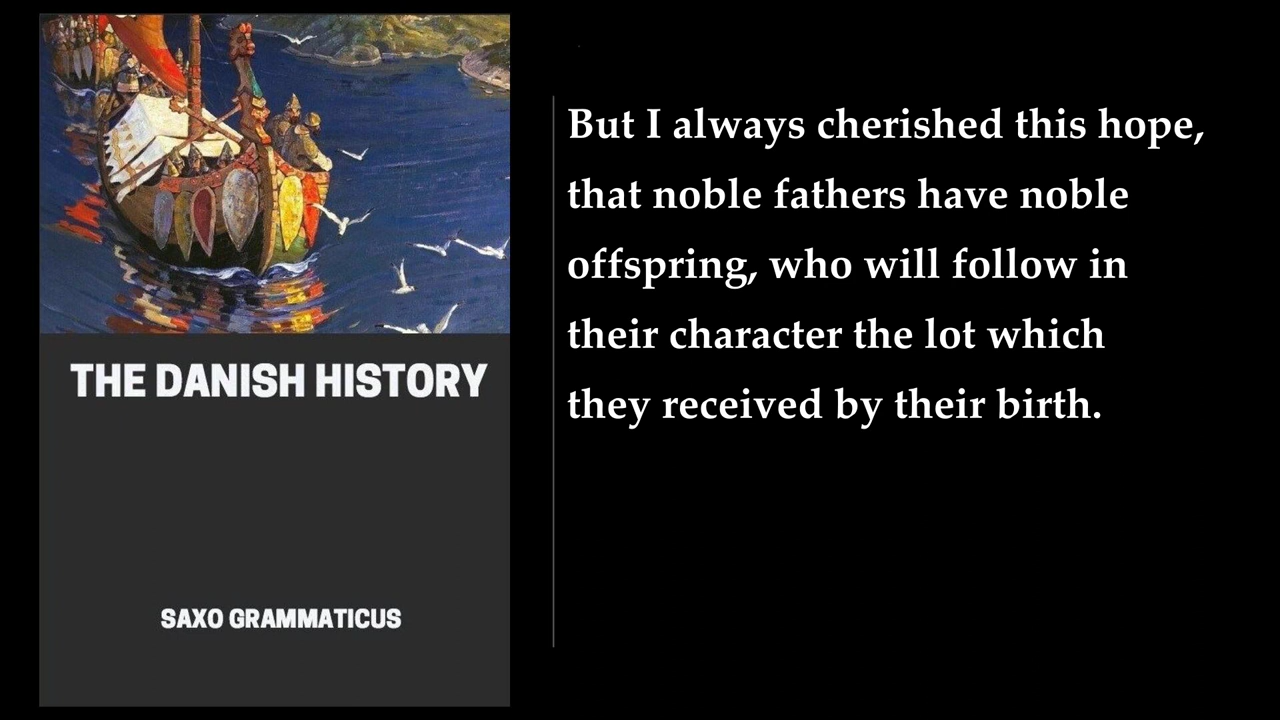 THE DANISH HISTORY
SAXO GRAMMATICUS
But I always cherished this hope,
that noble fathers have noble
offspring, who will follow in
their character the lot which
they received by their birth.